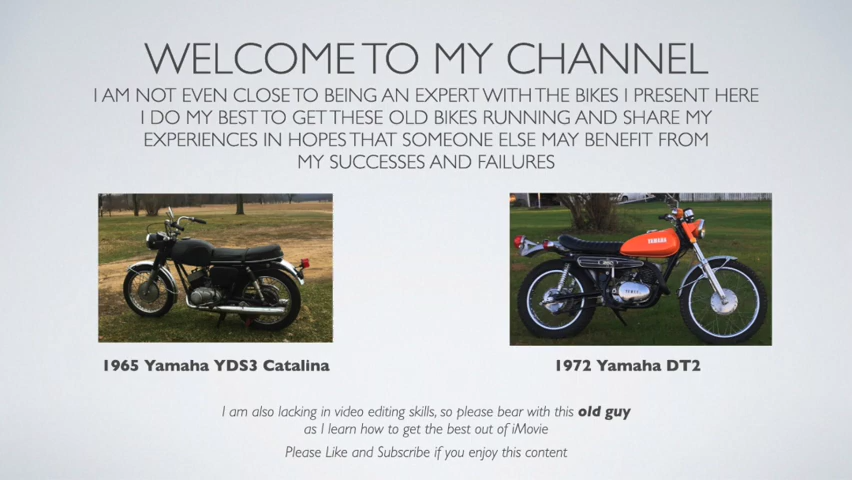 WELCOME TO MY CHANNEL
I AM NOT EVEN CLOSE TO BEING AN EXPERT WITH THE BIKES I PRESENT HERE
I DO MY BEST TO GET THESE OLD BIKES RUNNING AND SHARE MY
EXPERIENCES IN HOPES THAT SOMEONE ELSE MAY BENEFIT FROM
MY SUCCESSES AND FAILURES
YAMAHA
1965 Yamaha YDS3 Catalina
1972 Yamaha DT2
I am also lacking in video editing skills, so please bear with this old guy
as I learn how to get the best out of iMovie
Please Like and Subscribe if you enjoy this content